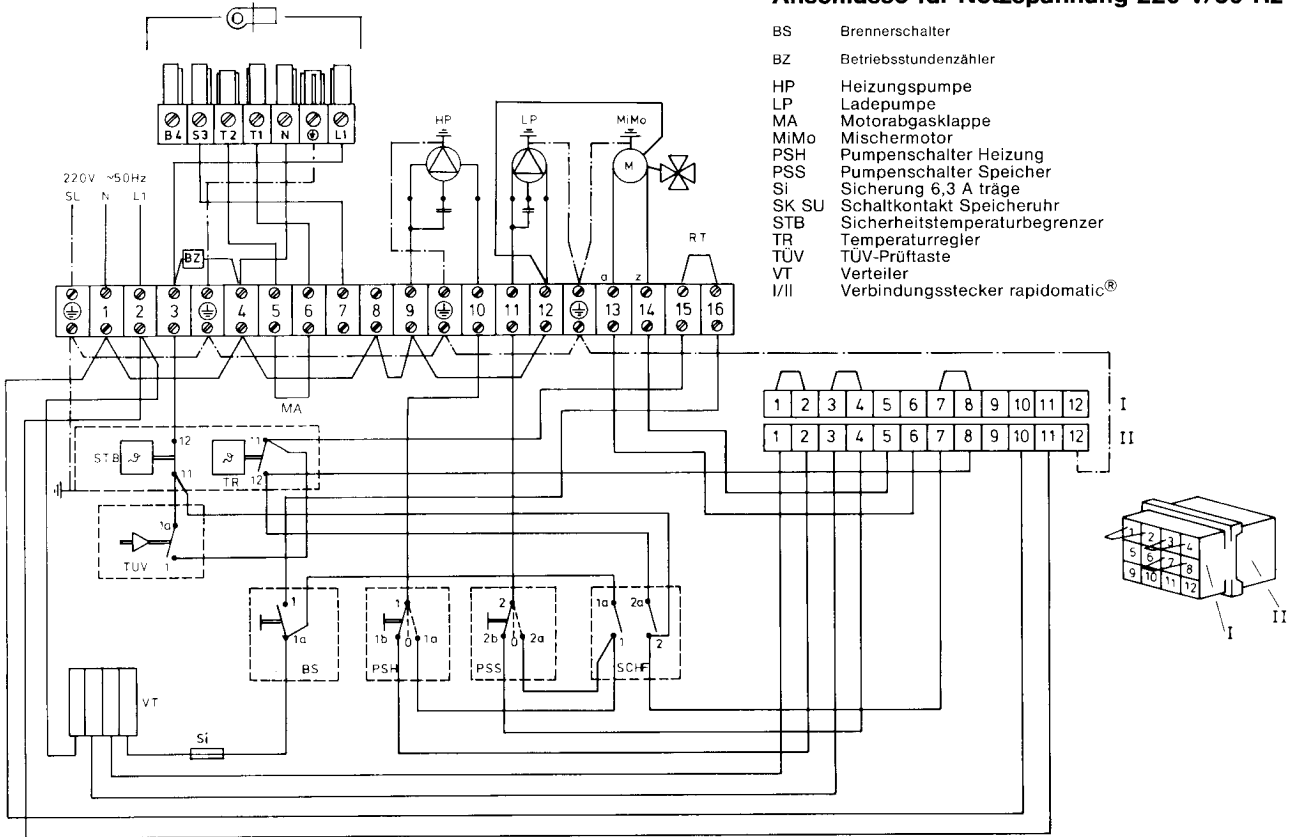 Anschlüsse für Netzspannung 220 V/50 Hz
BS Brennerschalter
BZ Betriebsstundenzähler
HP Heizungspumpe
LP Ladepumpe
MA Motorabgasklappe
MiMo Mischermotor
PSH Pumpenschalter Heizung
PSS Pumpenschalter Speicher
Si Sicherung 6,3 A träge
SK SU Schaltkontakt Speicheruhr
STB Sicherheitstemperaturbegrenzer
TR Temperaturregler
TÜV TÜV-Prüftaste
VT Verteiler
I/II Verbindungsstecker rapidomatic®
B4 S3 T2 T1 N L1
HP LP MiMo
M
220V ~50Hz
SL N L1
BZ
RT
a z
1 2 3 4 5 6 7 8 9 10 11 12 13 14 15 16
MA
1 2 3 4 5 6 7 8 9 10 11 12 I
1 2 3 4 5 6 7 8 9 10 11 12 II
12 11
STB ϑ ϑ
11 TR 12
1a
TÜV 1
1 1 2 1a 2a
1a 1b 0 1a 2b 0 2a 1 2
BS PSH PSS SCHF
VT
Si
1 2 3 4
5 6 7 8
9 10 11 12
I II